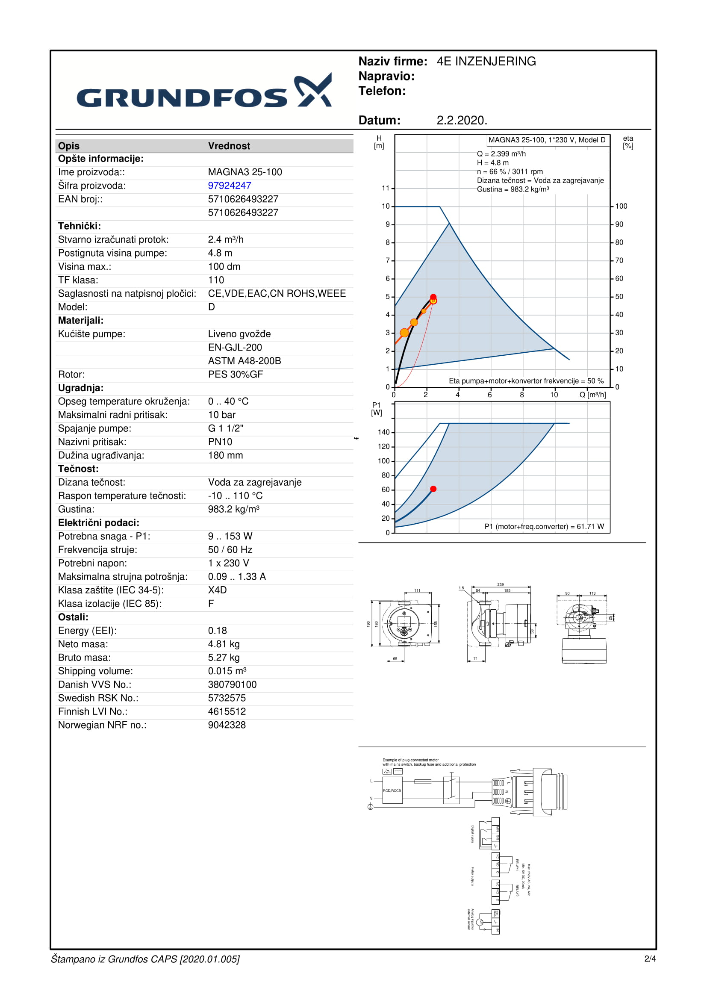 GRUNDFOS
Naziv firme: 4E INZENJERING
Napravio:
Telefon:
Datum: 2.2.2020.
Opis Vrednost
Opšte informacije:
Ime proizvoda:: MAGNA3 25-100
Šifra proizvoda: 97924247
EAN broj:: 5710626493227
5710626493227
Tehnički:
Stvarno izračunati protok: 2.4 m³/h
Postignuta visina pumpe: 4.8 m
Visina max.: 100 dm
TF klasa: 110
Saglasnosti na natpisnoj pločici: CE,VDE,EAC,CN ROHS,WEEE
Model: D
Materijali:
Kućište pumpe: Liveno gvožđe
EN-GJL-200
ASTM A48-200B
Rotor: PES 30%GF
Ugradnja:
Opseg temperature okruženja: 0 .. 40 °C
Maksimalni radni pritisak: 10 bar
Spajanje pumpe: G 1 1/2"
Nazivni pritisak: PN10
Dužina ugrađivanja: 180 mm
Tečnost:
Dizana tečnost: Voda za zagrejavanje
Raspon temperature tečnosti: -10 .. 110 °C
Gustina: 983.2 kg/m³
Električni podaci:
Potrebna snaga - P1: 9 .. 153 W
Frekvencija struje: 50 / 60 Hz
Potrebni napon: 1 x 230 V
Maksimalna strujna potrošnja: 0.09 .. 1.33 A
Klasa zaštite (IEC 34-5): X4D
Klasa izolacije (IEC 85): F
Ostali:
Energy (EEI): 0.18
Neto masa: 4.81 kg
Bruto masa: 5.27 kg
Shipping volume: 0.015 m³
Danish VVS No.: 380790100
Swedish RSK No.: 5732575
Finnish LVI No.: 4615512
Norwegian NRF no.: 9042328
H
[m]
MAGNA3 25-100, 1*230 V, Model D
eta
[%]
Q = 2.399 m³/h
H = 4.8 m
n = 66 % / 3011 rpm
Dizana tečnost = Voda za zagrejavanje
Gustina = 983.2 kg/m³
11
10 100
9 90
8 80
7 70
6 60
5 50
4 40
3 30
2 20
1 10
Eta pumpa+motor+konvertor frekvencije = 50 %
0 0
0 2 4 6 8 10 Q [m³/h]
P1
[W]
140
120
100
80
60
40
20
P1 (motor+freq.converter) = 61.71 W
0
239
1.5 54 185
111
90 113
190 180 158
58
25
69
71
Example of plug-connected motor
with mains switch, backup fuse and additional protection
L
RCD/RCCB
N
L
N
Digital inputs
MIN
S/S
NC
NO
C
RELAY1
Relay outputs
Max. 250V AC, 2A, AC1
Min. 5V DC, 20mA
NC
NO
C
RELAY2
Analog input for
external sensor
IN
Štampano iz Grundfos CAPS [2020.01.005]
2/4